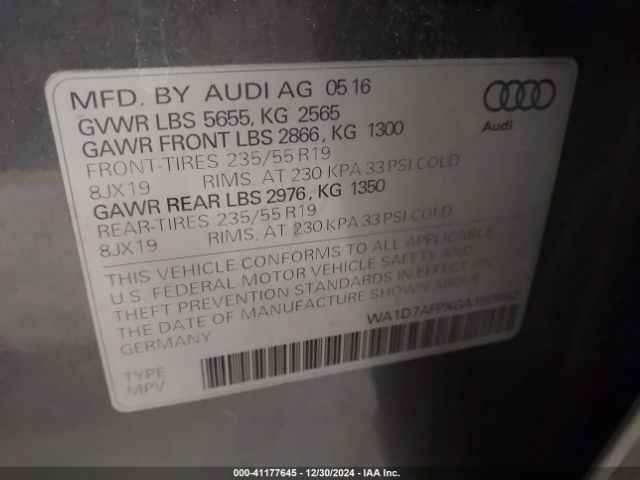 MFD. BY AUDI AG 05 16
GVWR LBS 5655, KG 2565
GAWR FRONT LBS 2866, KG 1300
FRONT-TIRES 235/55 R19
8JX19 RIMS. AT 230 KPA 33 PSI COLD
GAWR REAR LBS 2976, KG 1350
REAR-TIRES 235/55 R19
8JX19 RIMS. AT 230 KPA 33 PSI COLD
Audi
THIS VEHICLE CONFORMS TO ALL APPLICABLE
U.S. FEDERAL MOTOR VEHICLE SAFETY AND
THEFT PREVENTION STANDARDS IN EFFECT ON
THE DATE OF MANUFACTURE SHOWN ABOVE
GERMANY
TYPE
MPV
000-41177645 / 12/30/2024 - IAA Inc.